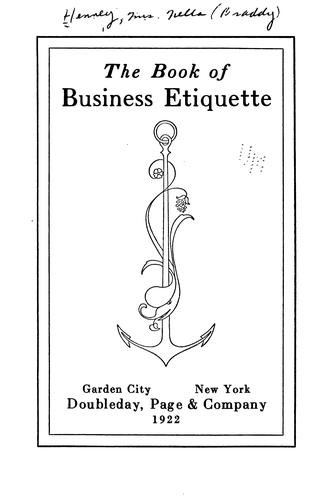 Henney, Mrs. Nella (Braddy)
The Book of
Business Etiquette
Garden City New York
Doubleday, Page & Company
1922